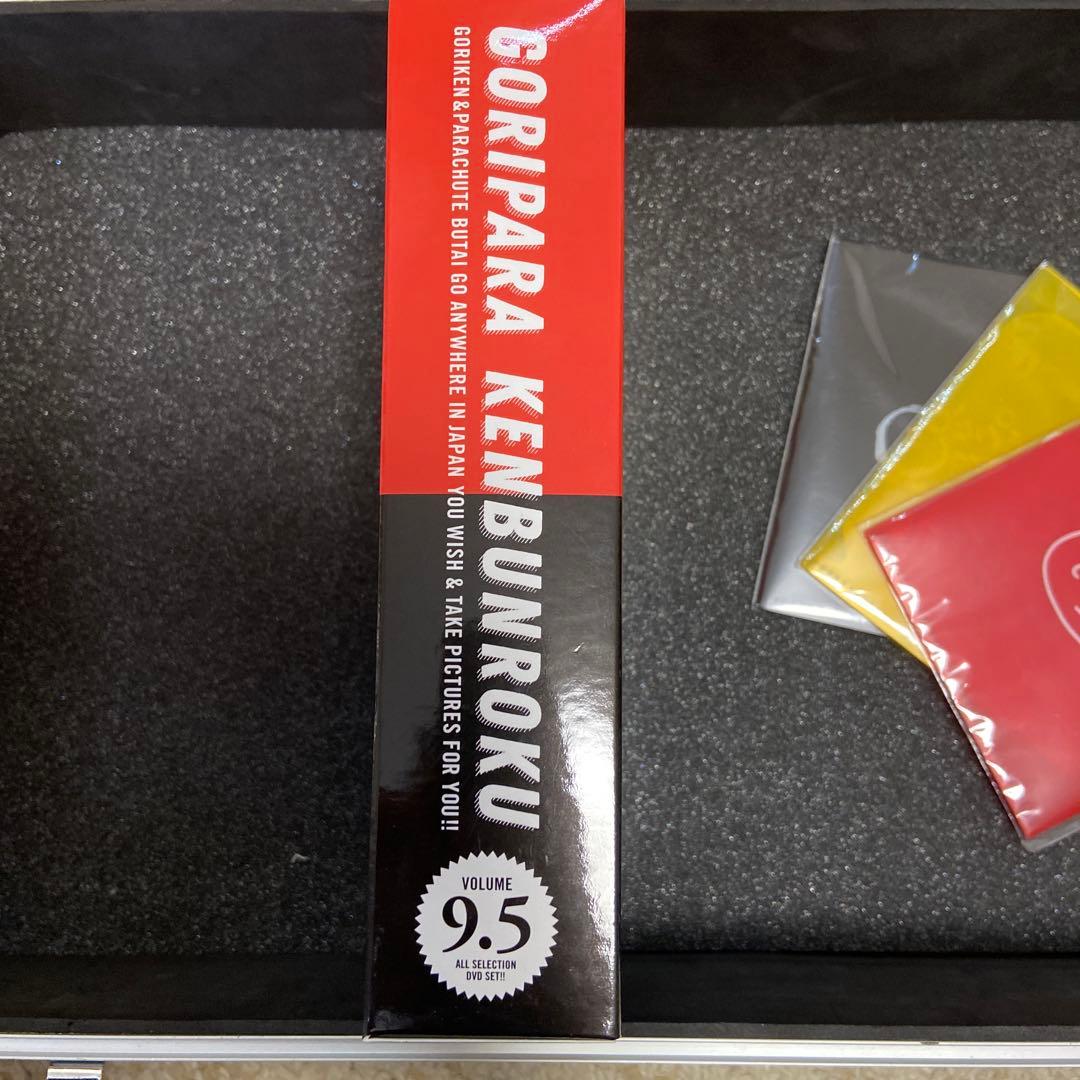 GORIPARA KENBUNROKU
GORIKEN&PARACHUTE BUTAI GO ANYWHERE IN JAPAN YOU WISH & TAKE PICTURES FOR YOU!!
VOLUME
9.5
ALL SELECTION
DVD SET!!